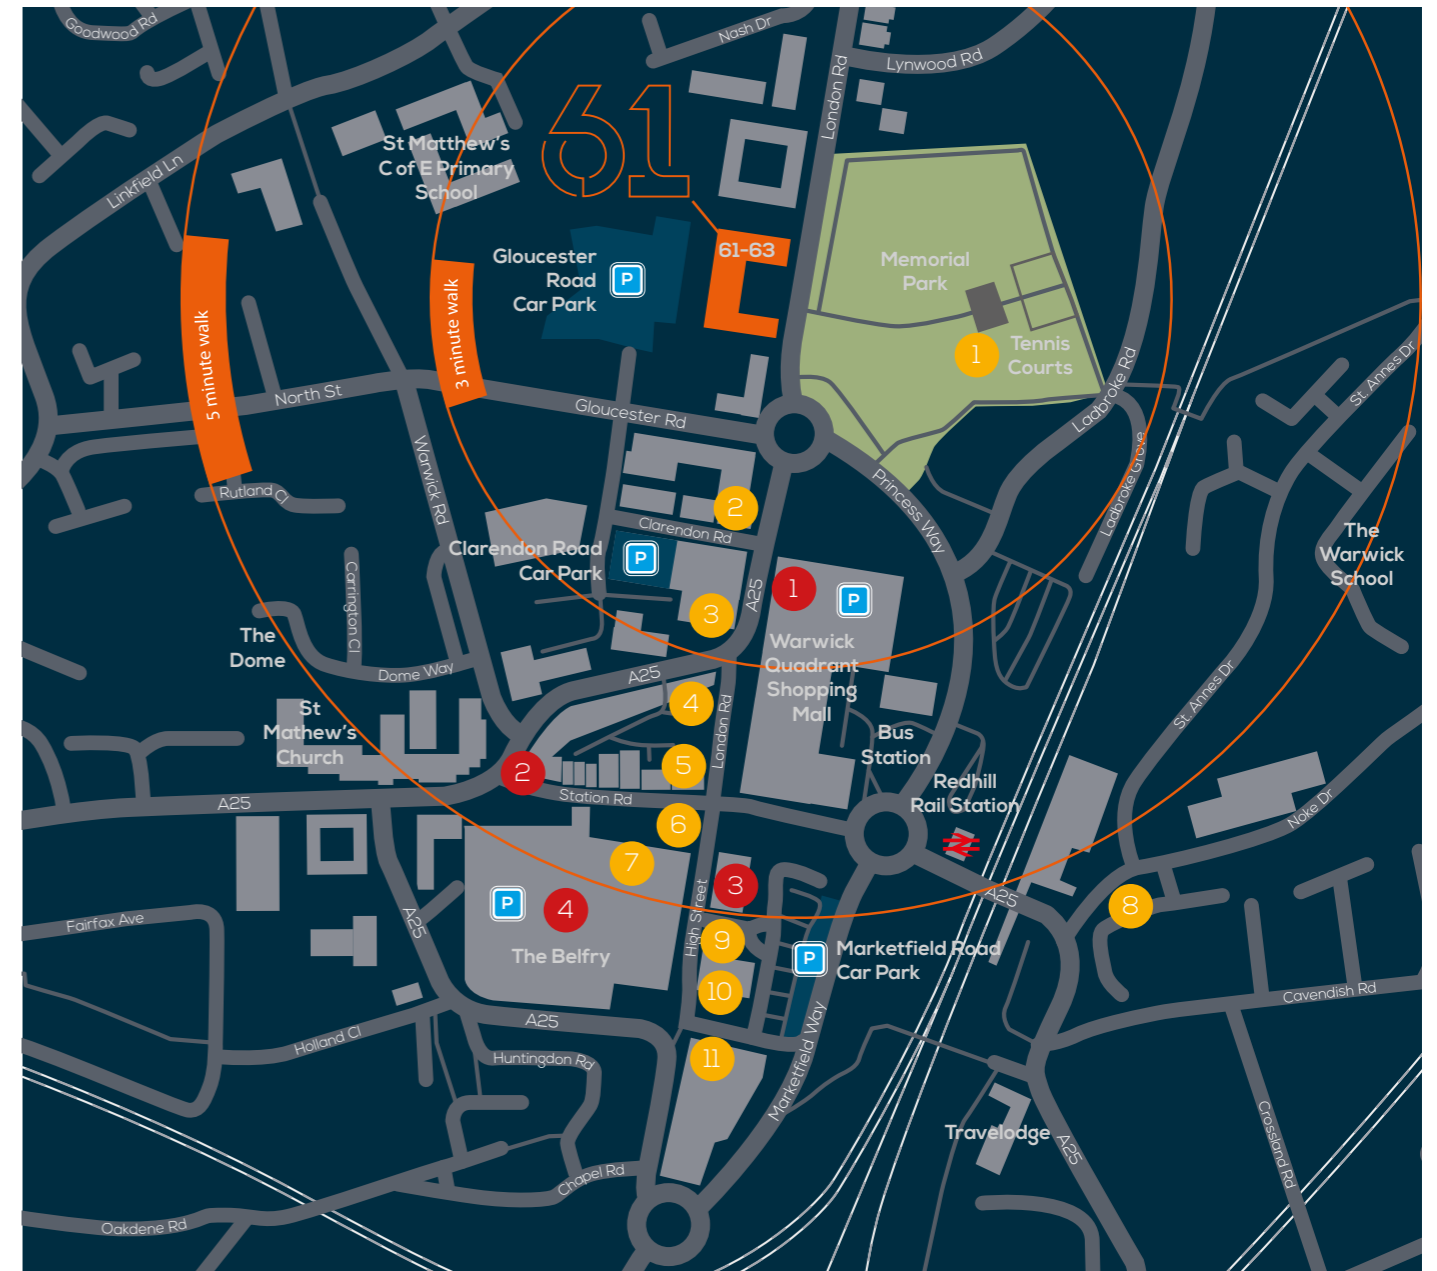 Goodwood Rd
Nash Dr
London Rd
Lynwood Rd
Linkfield Ln
St Matthew's
C of E Primary
School
61
61-63
Gloucester
Road
Car Park
P
Memorial
Park
1
Tennis
Courts
5 minute walk
3 minute walk
North St
Gloucester Rd
Ladbroke Rd
St. Annes Dr
Warwick Rd
Rutland Cl
Princess Way
Ladbroke Grove
2
Clarendon Rd
Clarendon Road
Car Park
P
The
Warwick
School
Carrington Cl
A25
1
P
3
The
Dome
Dome Way
A25
Warwick
Quadrant
Shopping
Mall
4
London Rd
St. Annes Dr
St
Mathew's
Church
Bus
Station
2
5
Redhill
Rail Station
A25
Station Rd
6
Noke Dr
7
3
P
4
The Belfry
High Street
A25
8
Fairfax Ave
A25
9
P
Marketfield Road
Car Park
10
Cavendish Rd
A25
Holland Cl
Huntingdon Rd
11
Marketfield Way
Travelodge
A25
Crossland Rd
Chapel Rd
Oakdene Rd